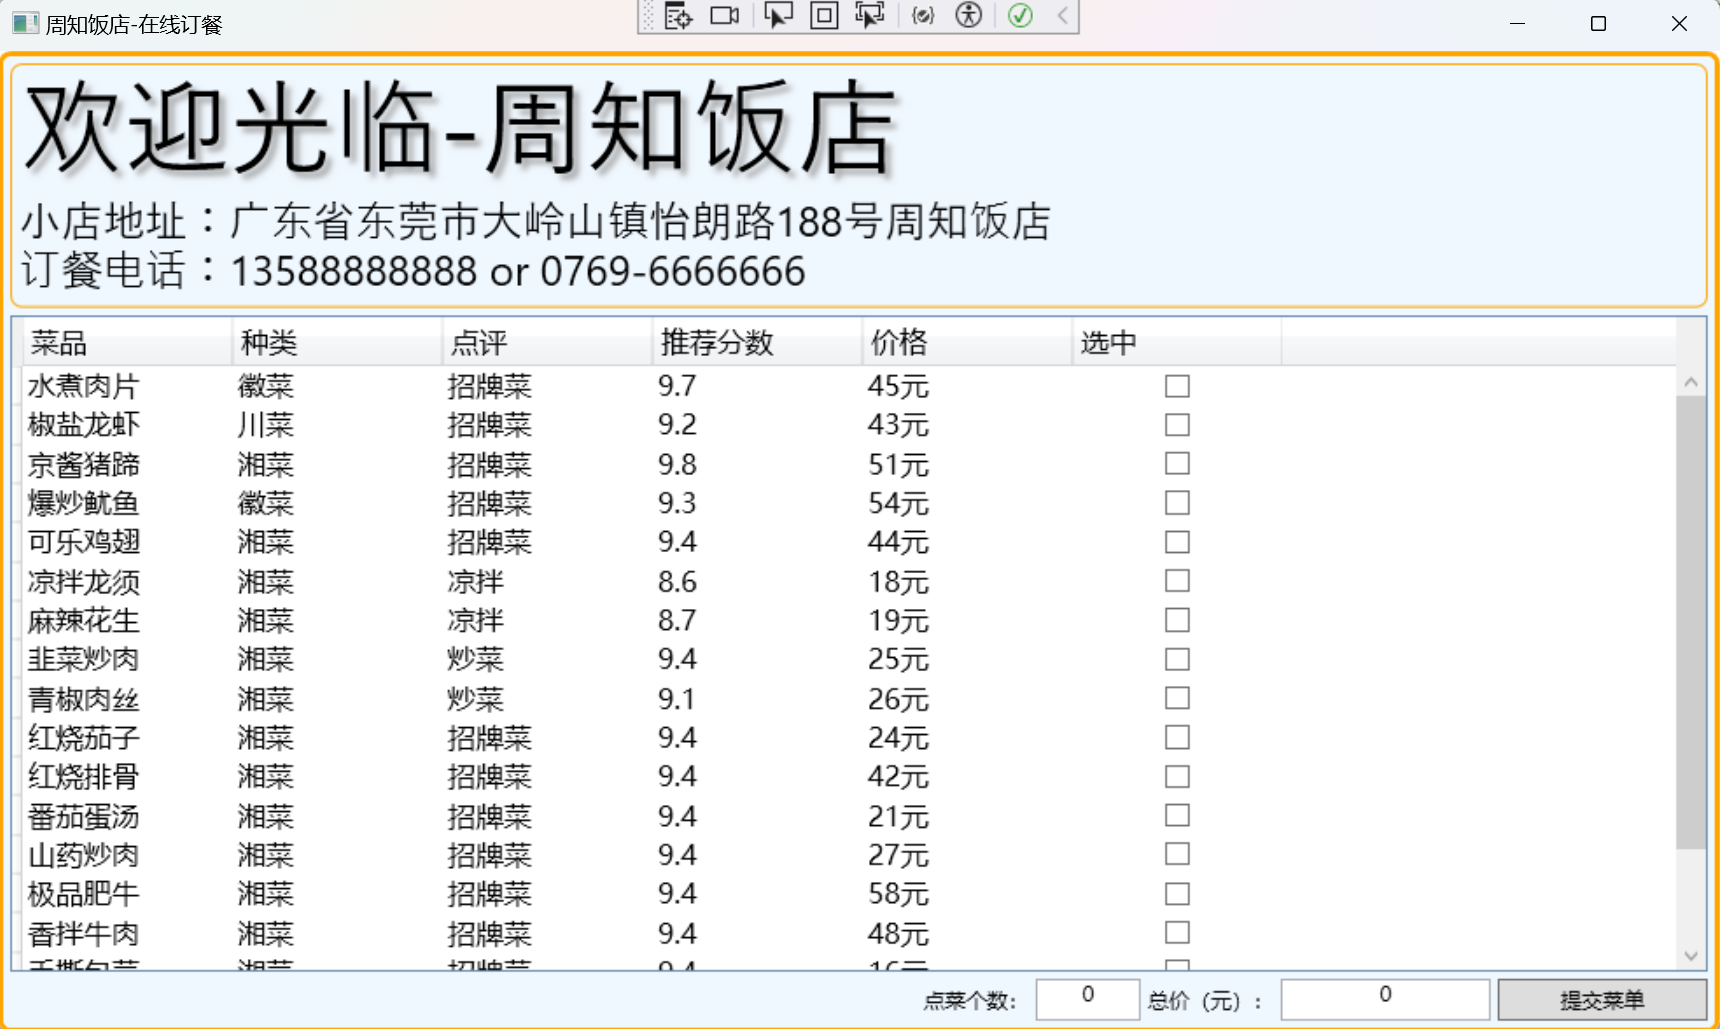 周知饭店-在线订餐
欢迎光临-周知饭店
小店地址：广东省东莞市大岭山镇怡朗路188号周知饭店
订餐电话：13588888888 or 0769-6666666
菜品 种类 点评 推荐分数 价格 选中
水煮肉片 徽菜 招牌菜 9.7 45元
椒盐龙虾 川菜 招牌菜 9.2 43元
京酱猪蹄 湘菜 招牌菜 9.8 51元
爆炒鱿鱼 徽菜 招牌菜 9.3 54元
可乐鸡翅 湘菜 招牌菜 9.4 44元
凉拌龙须 湘菜 凉拌 8.6 18元
麻辣花生 湘菜 凉拌 8.7 19元
韭菜炒肉 湘菜 炒菜 9.4 25元
青椒肉丝 湘菜 炒菜 9.1 26元
红烧茄子 湘菜 招牌菜 9.4 24元
红烧排骨 湘菜 招牌菜 9.4 42元
番茄蛋汤 湘菜 招牌菜 9.4 21元
山药炒肉 湘菜 招牌菜 9.4 27元
极品肥牛 湘菜 招牌菜 9.4 58元
香拌牛肉 湘菜 招牌菜 9.4 48元
点菜个数： 0 总价（元）： 0 提交菜单